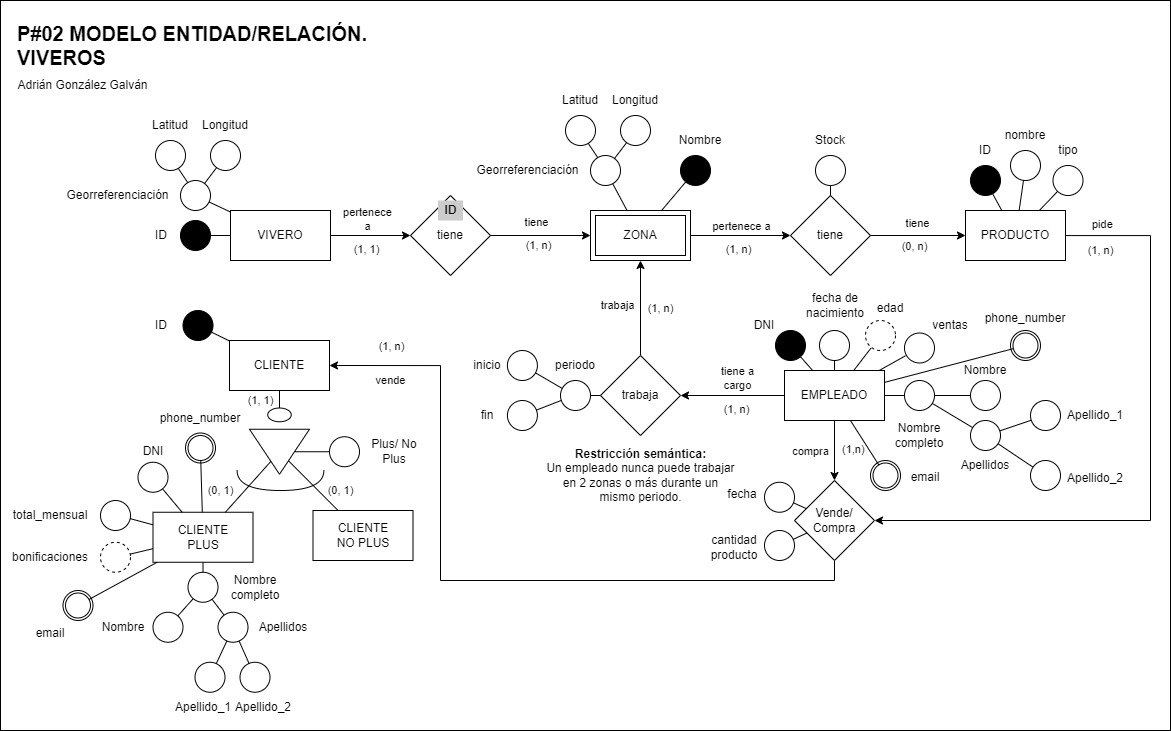 P#02 MODELO ENTIDAD/RELACIÓN.
VIVEROS
Adrián González Galván
Latitud
Longitud
Georreferenciación
ID
VIVERO
pertenece
a
(1, 1)
ID
tiene
tiene
(1, n)
Latitud
Longitud
Georreferenciación
Nombre
ZONA
pertenece a
(1, n)
Stock
tiene
tiene
(0, n)
ID
nombre
tipo
PRODUCTO
pide
(1, n)
trabaja
(1, n)
inicio
periodo
fin
trabaja
tiene a
cargo
(1, n)
Restricción semántica:
Un empleado nunca puede trabajar
en 2 zonas o más durante un
mismo periodo.
DNI
fecha de
nacimiento
edad
ventas
phone_number
EMPLEADO
Nombre
Nombre
completo
Apellidos
Apellido_1
Apellido_2
email
compra
(1,n)
fecha
cantidad
producto
Vende/
Compra
ID
CLIENTE
(1, n)
vende
(1, 1)
Plus/ No
Plus
(0, 1)
(0, 1)
phone_number
DNI
total_mensual
bonificaciones
email
CLIENTE
PLUS
CLIENTE
NO PLUS
Nombre
completo
Nombre
Apellidos
Apellido_1
Apellido_2